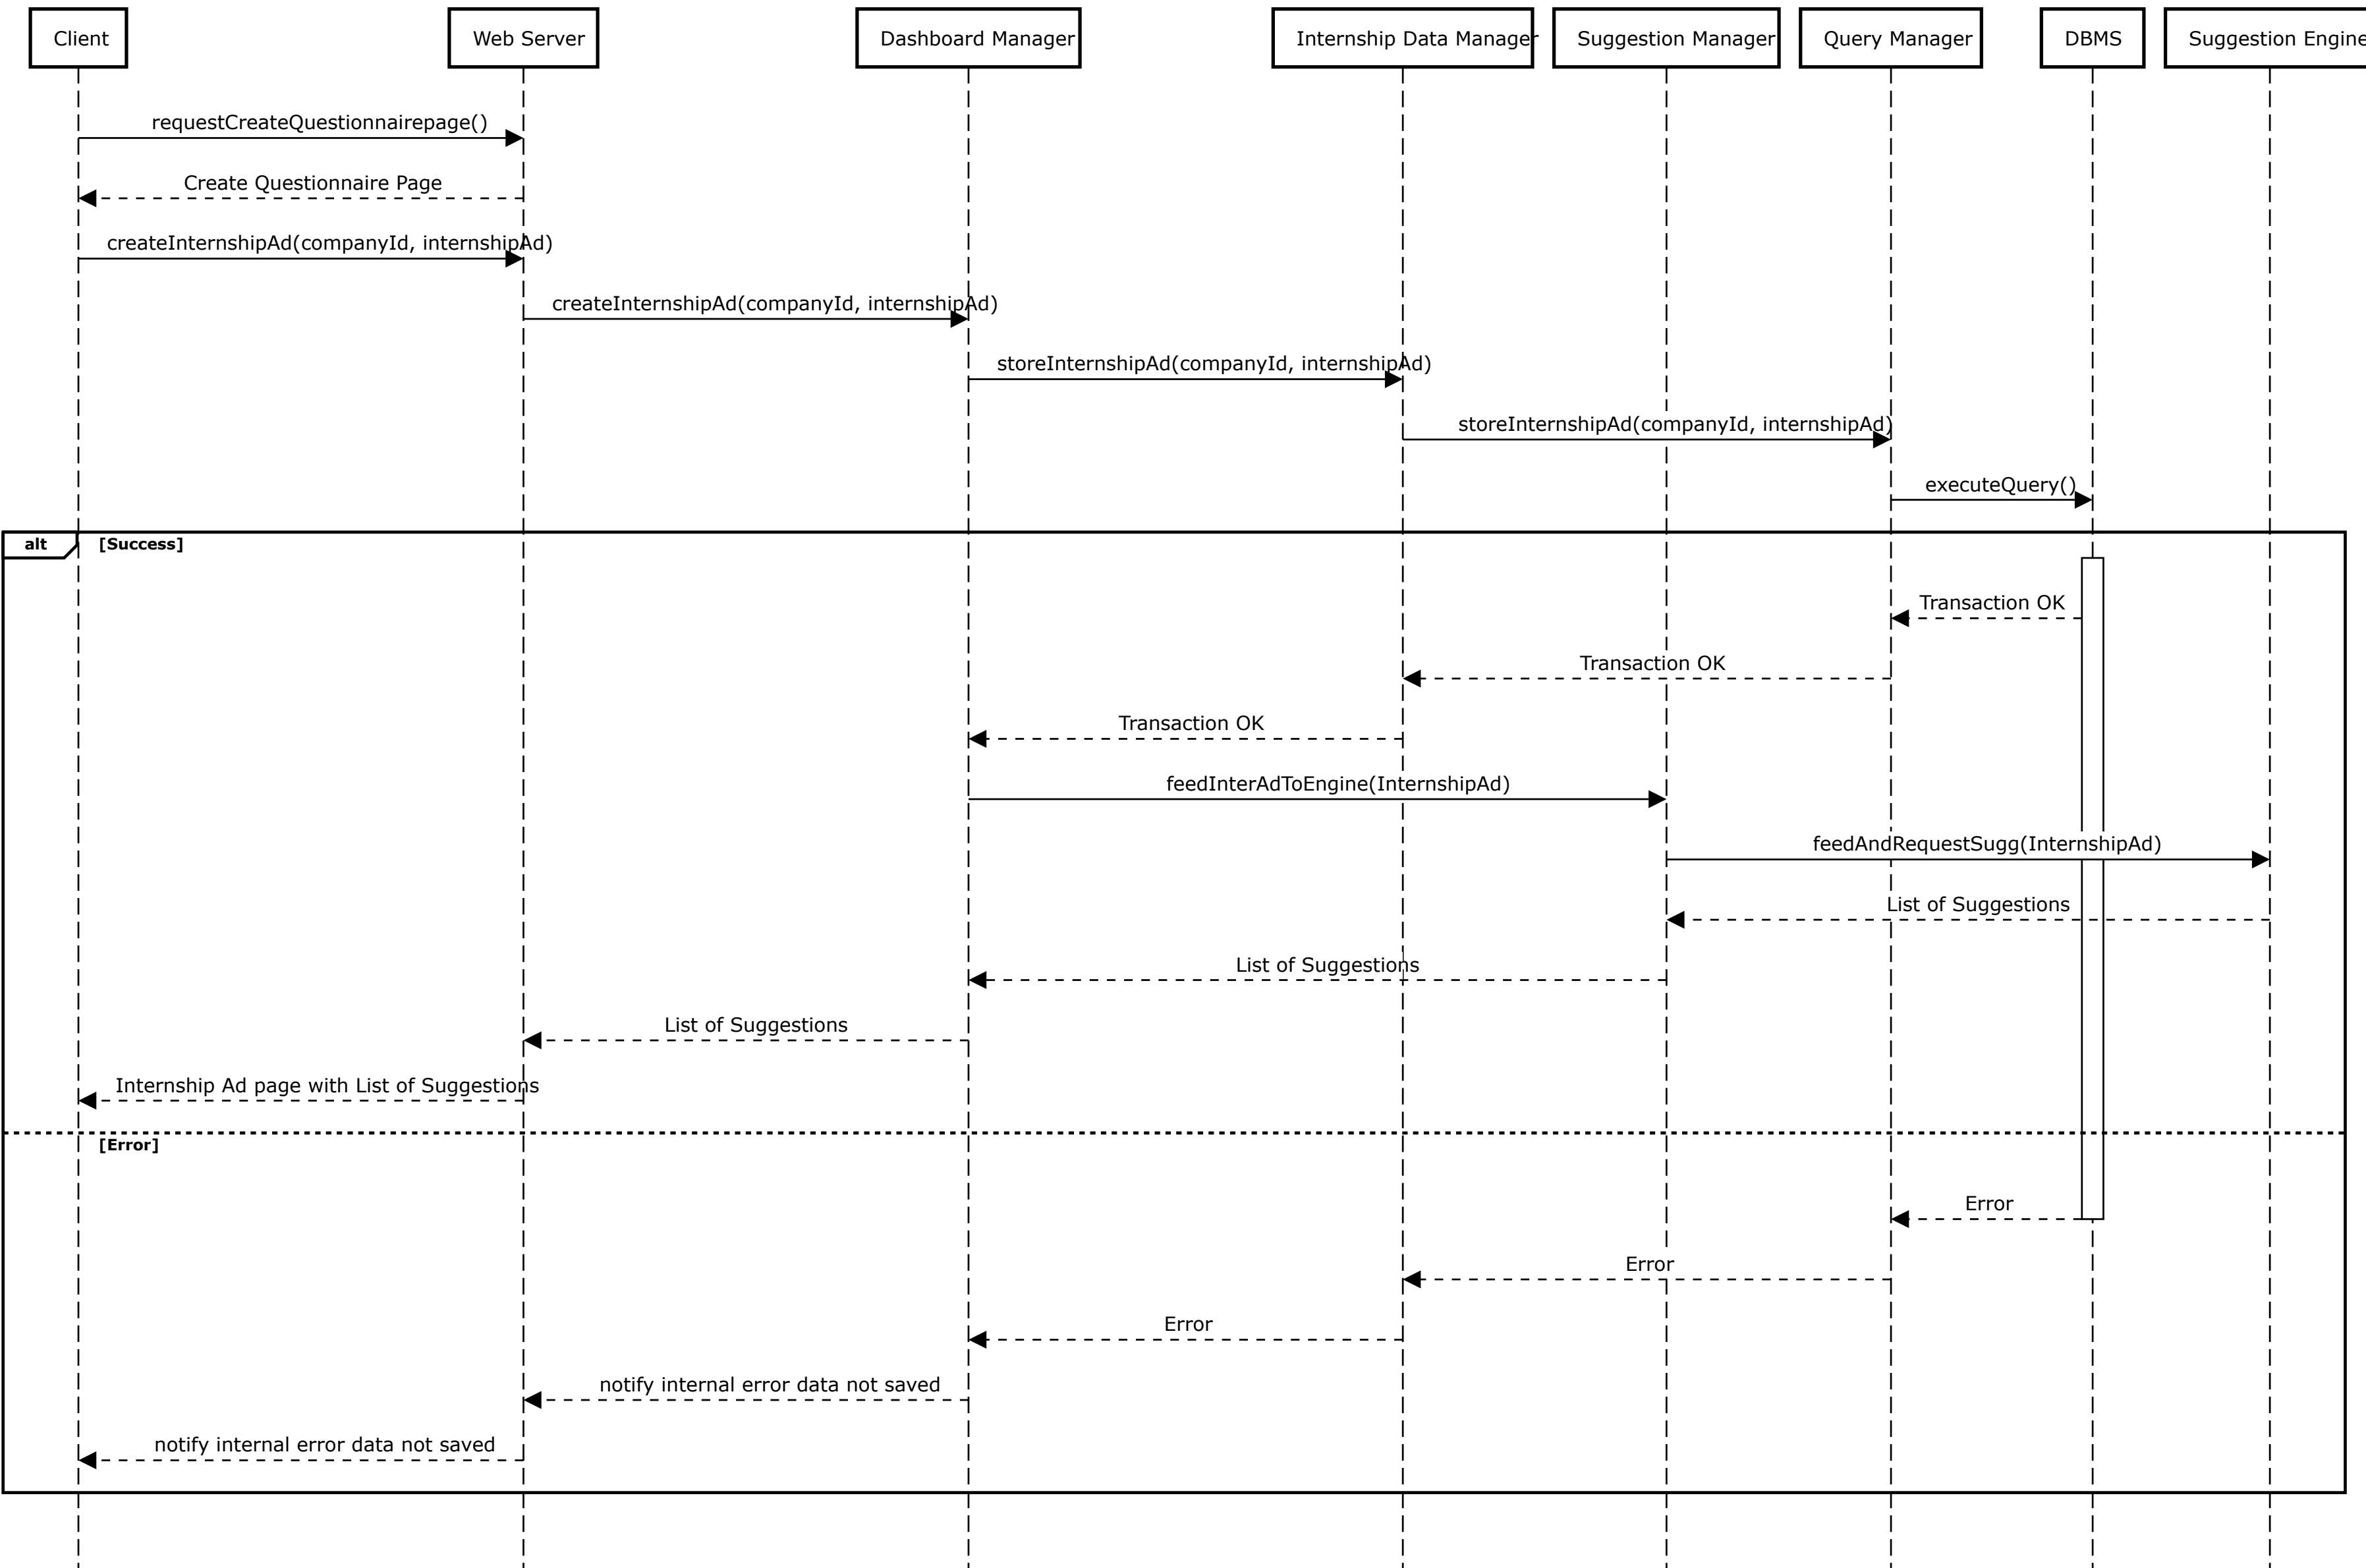 Client
Web Server
Dashboard Manager
Internship Data Manager
Suggestion Manager
Query Manager
DBMS
Suggestion Engine
requestCreateQuestionnairepage()
Create Questionnaire Page
createInternshipAd(companyId, internshipAd)
createInternshipAd(companyId, internshipAd)
storeInternshipAd(companyId, internshipAd)
storeInternshipAd(companyId, internshipAd)
executeQuery()
alt [Success]
Transaction OK
Transaction OK
Transaction OK
feedInterAdToEngine(InternshipAd)
feedAndRequestSugg(InternshipAd)
List of Suggestions
List of Suggestions
List of Suggestions
Internship Ad page with List of Suggestions
[Error]
Error
Error
Error
notify internal error data not saved
notify internal error data not saved